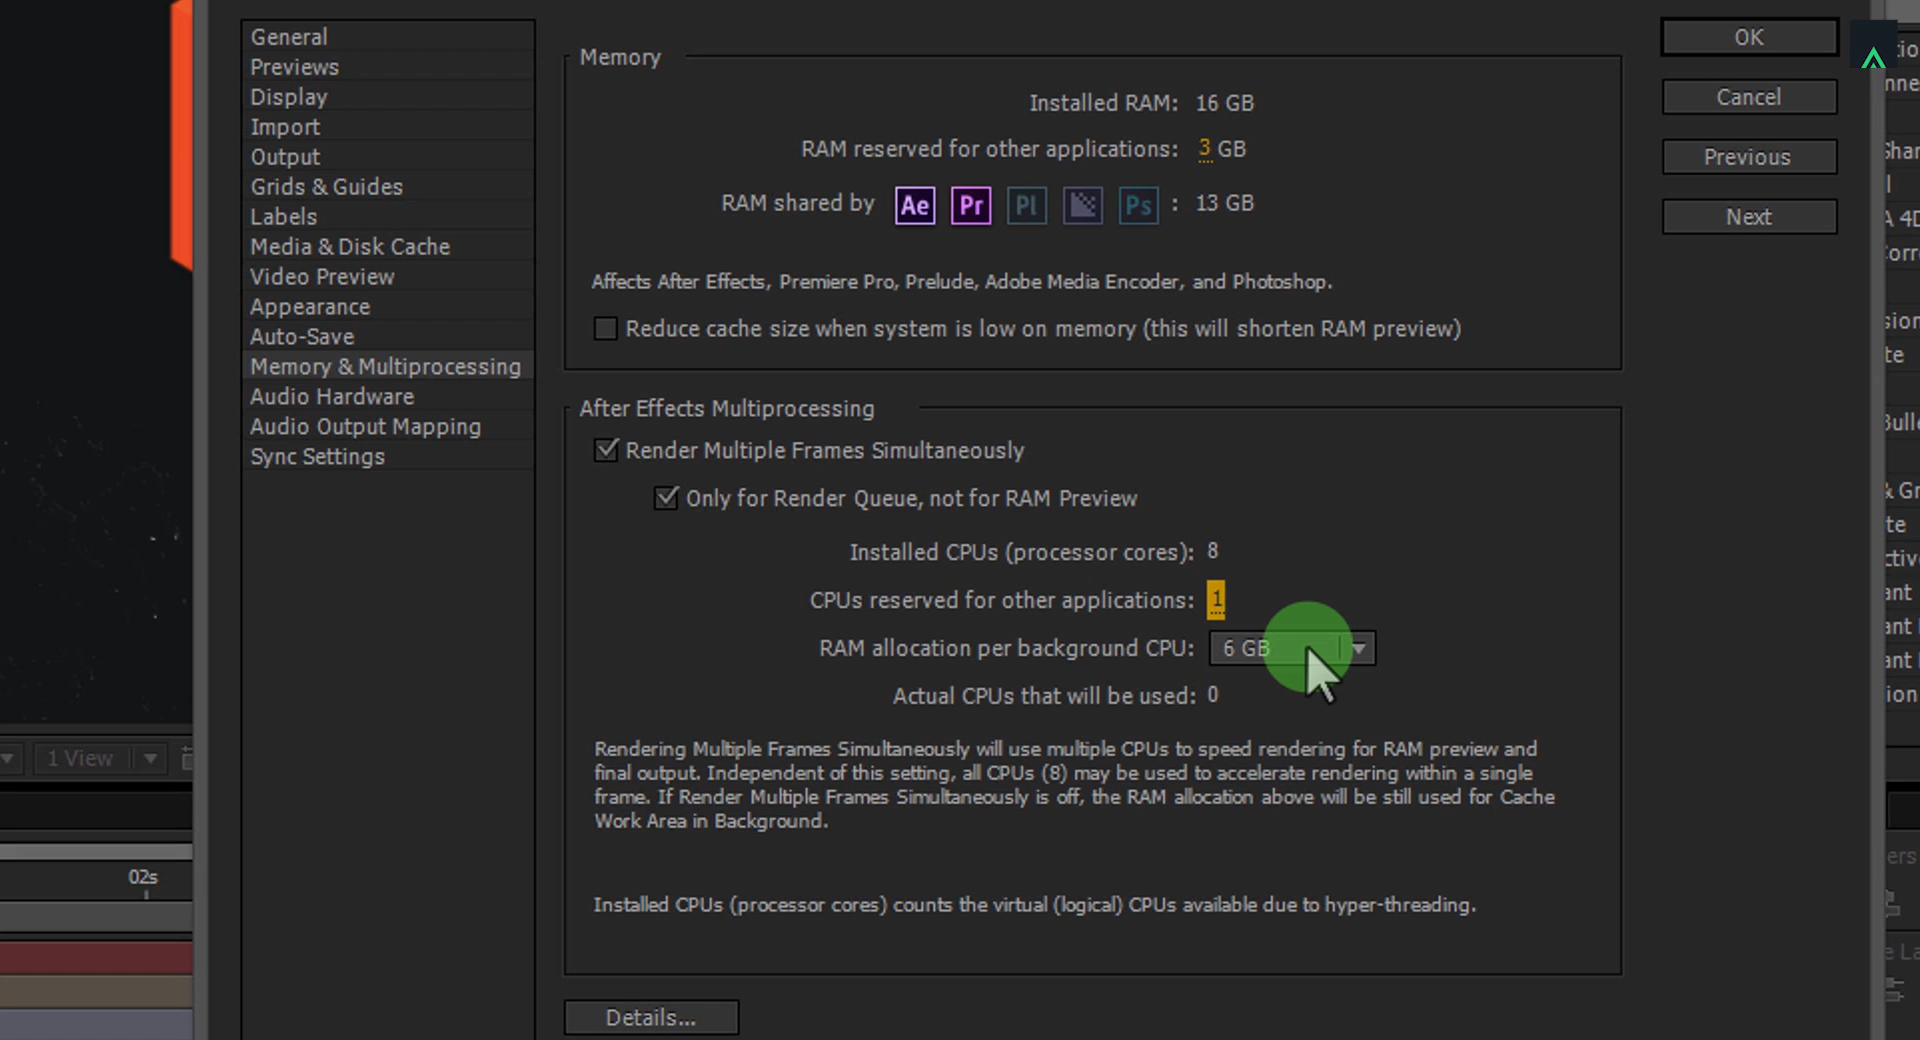 General
Previews
Display
Import
Output
Grids & Guides
Labels
Media & Disk Cache
Video Preview
Appearance
Auto-Save
Memory & Multiprocessing
Audio Hardware
Audio Output Mapping
Sync Settings
Memory
Installed RAM: 16 GB
RAM reserved for other applications: 3 GB
RAM shared by Ae Pr Pl Ps : 13 GB
Affects After Effects, Premiere Pro, Prelude, Adobe Media Encoder, and Photoshop.
Reduce cache size when system is low on memory (this will shorten RAM preview)
After Effects Multiprocessing
Render Multiple Frames Simultaneously
Only for Render Queue, not for RAM Preview
Installed CPUs (processor cores): 8
CPUs reserved for other applications: 1
RAM allocation per background CPU: 6 GB
Actual CPUs that will be used: 0
Rendering Multiple Frames Simultaneously will use multiple CPUs to speed rendering for RAM preview and
final output. Independent of this setting, all CPUs (8) may be used to accelerate rendering within a single
frame. If Render Multiple Frames Simultaneously is off, the RAM allocation above will be still used for Cache
Work Area in Background.
Installed CPUs (processor cores) counts the virtual (logical) CPUs available due to hyper-threading.
Details...
OK
Cancel
Previous
Next
1 View
02s